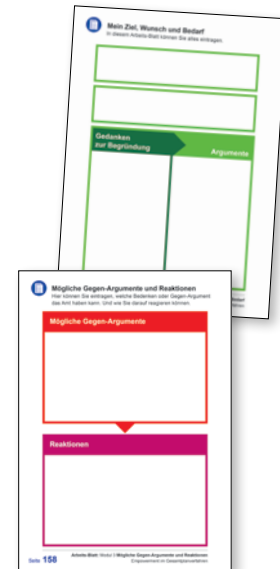 Mein Ziel, Wunsch und Bedarf
In diesem Arbeits-Blatt können Sie alles eintragen.
Gedanken
zur Begründung
Argumente
Bedarf
Mögliche Gegen-Argumente und Reaktionen
Hier können Sie eintragen, welche Bedenken oder Gegen-Argument
das Amt haben kann. Und wie Sie darauf reagieren können.
Mögliche Gegen-Argumente
Reaktionen
Arbeits-Blatt: Modul 3 Mögliche Gegen-Argumente und Reaktionen
Empowerment im Gesamtplanverfahren
Seite 158